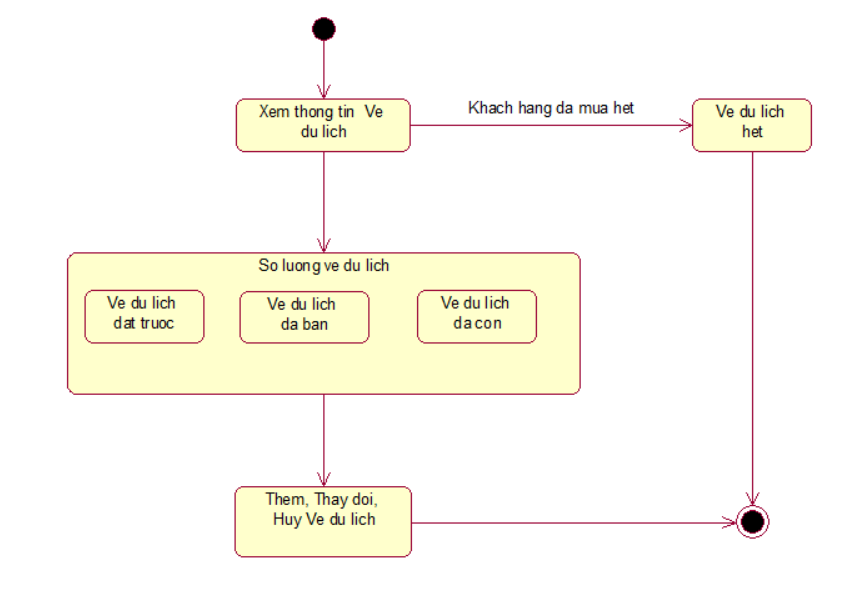 Xem thong tin Ve
du lich
Khach hang da mua het
Ve du lich
het
So luong ve du lich
Ve du lich
dat truoc
Ve du lich
da ban
Ve du lich
da con
Them, Thay doi,
Huy Ve du lich